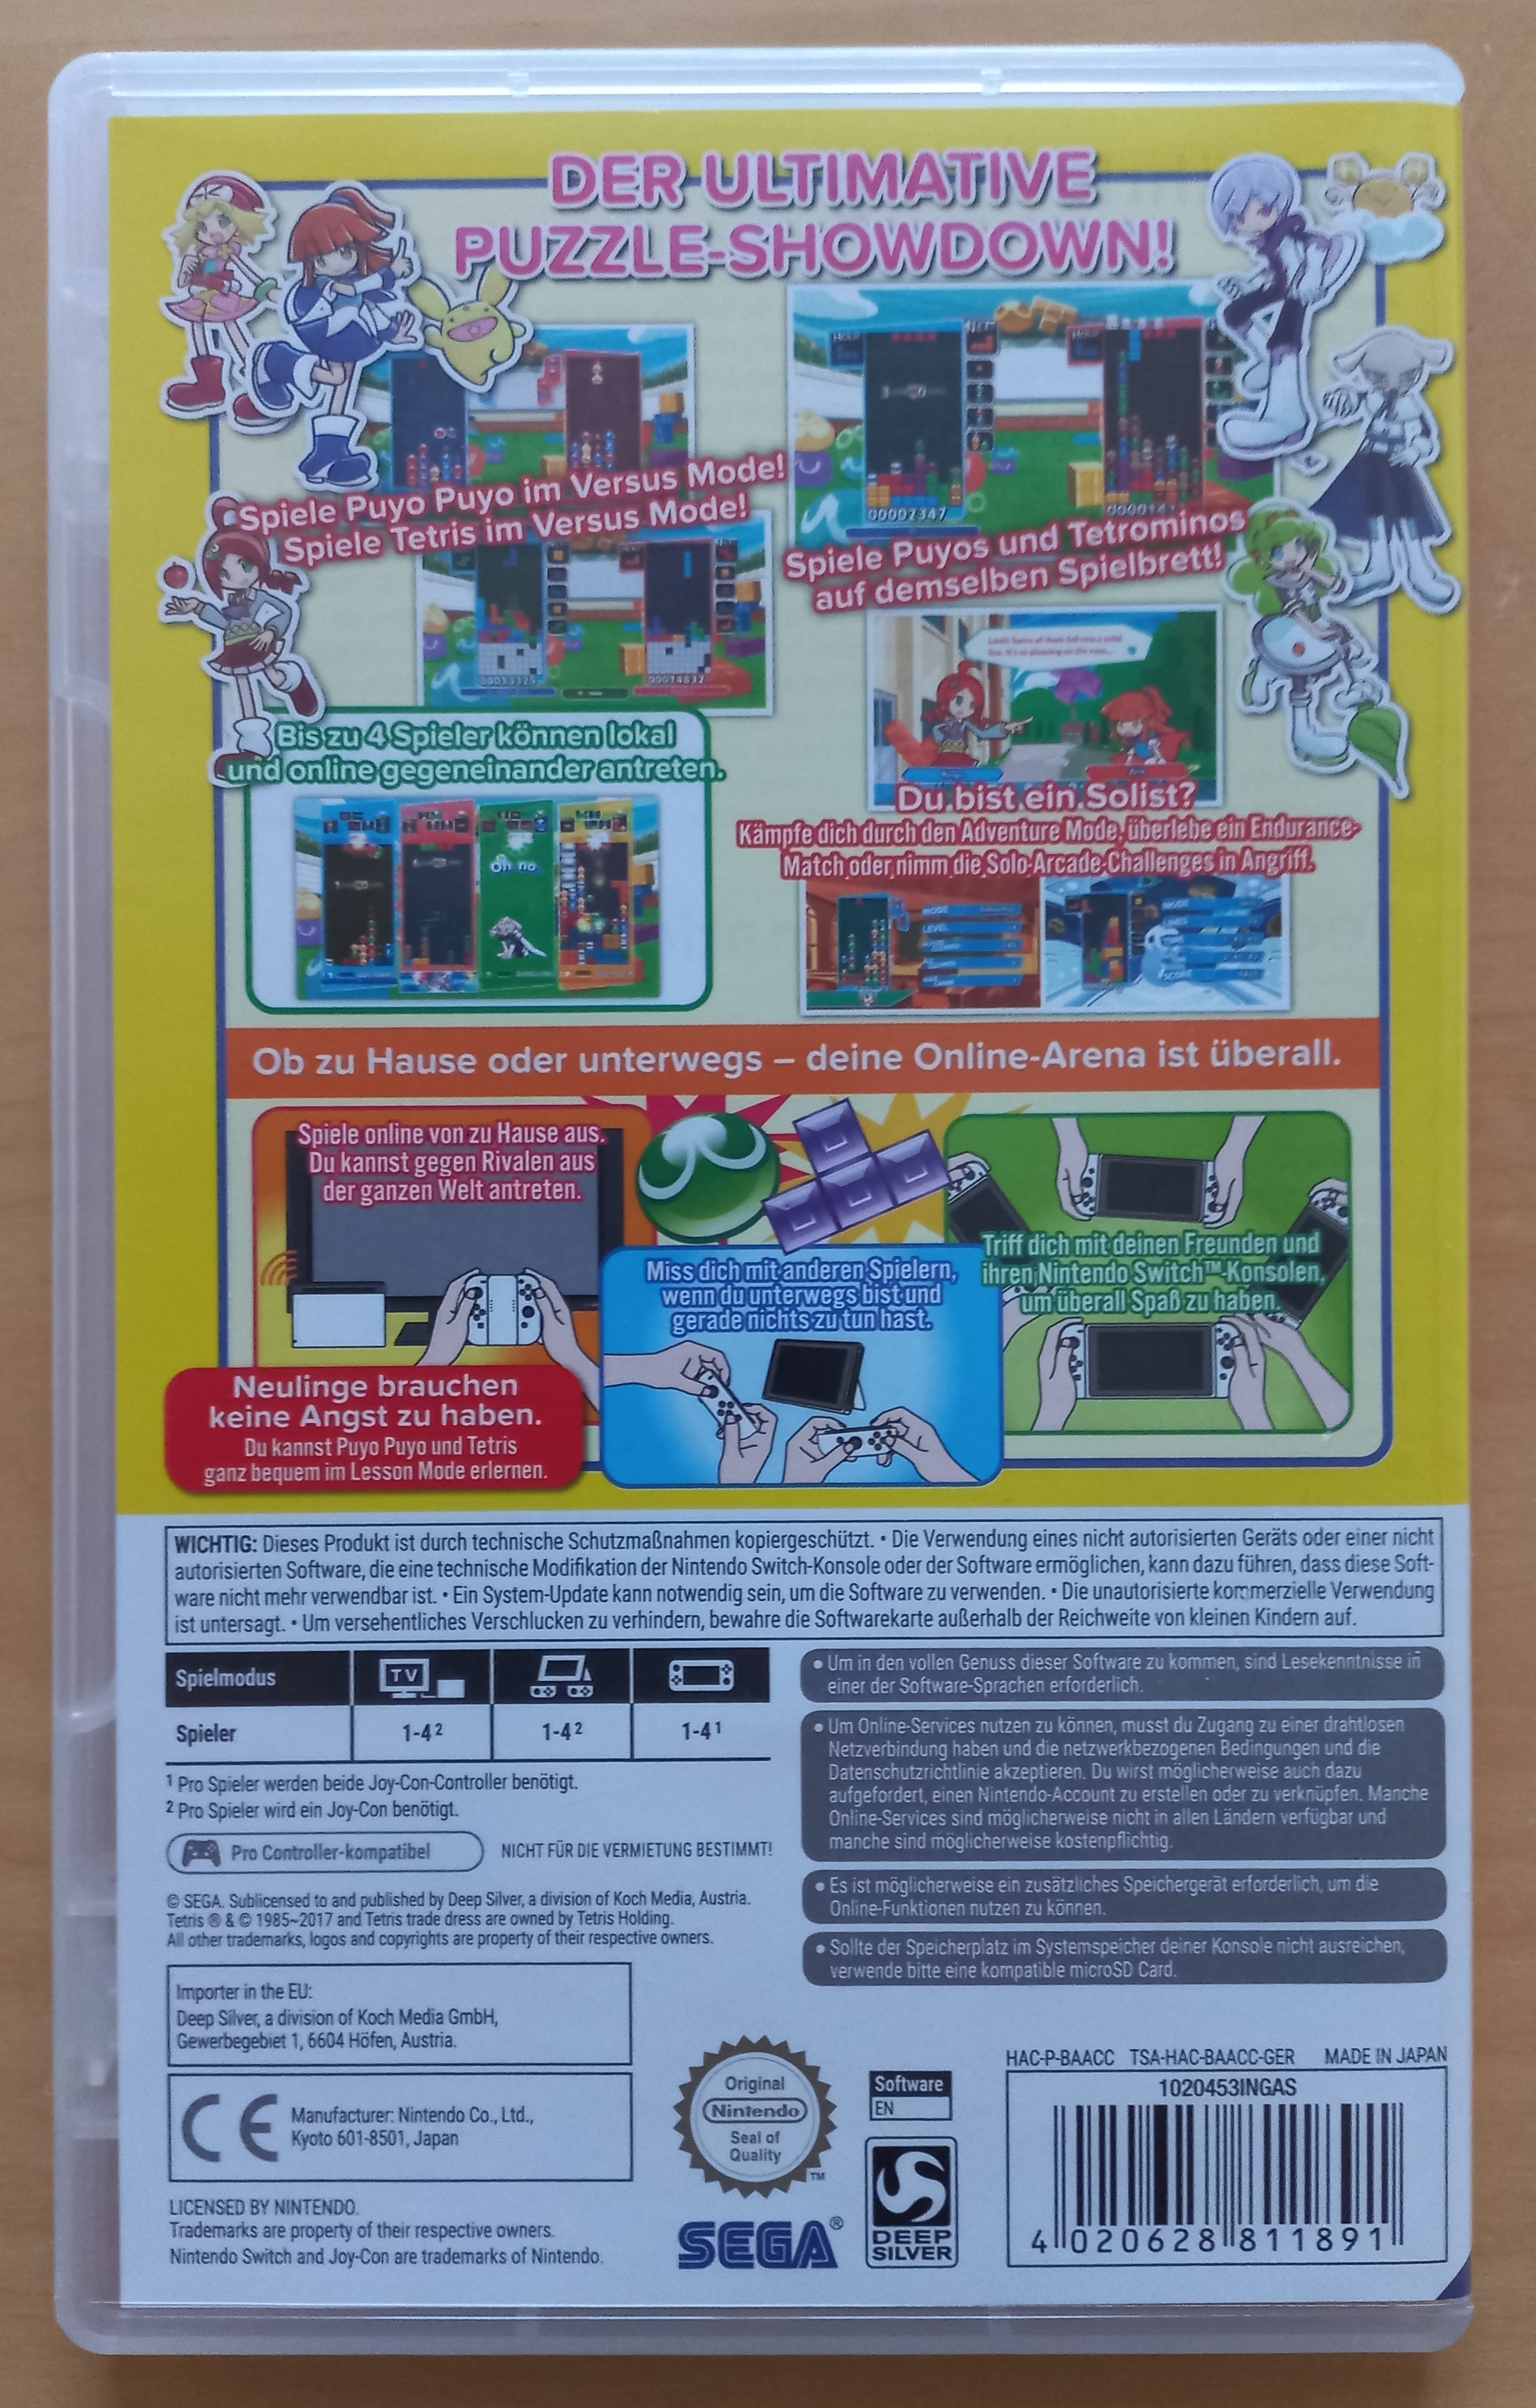 DER ULTIMATIVE
PUZZLE-SHOWDOWN!
Spiele Puyo Puyo im Versus Mode!
Spiele Tetris im Versus Mode!
00002347
Spiele Puyos und Tetrominos
auf demselben Spielbrett!
00014832
Bis zu 4 Spieler können lokal
und online gegeneinander antreten.
Oh no
Du bist ein Solist?
Kämpfe dich durch den Adventure Mode, überlebe ein Endurance-
Match oder nimm die Solo-Arcade-Challenges in Angriff.
MODE
LEVEL
Ob zu Hause oder unterwegs – deine Online-Arena ist überall.
Spiele online von zu Hause aus.
Du kannst gegen Rivalen aus
der ganzen Welt antreten.
Miss dich mit anderen Spielern,
wenn du unterwegs bist und
gerade nichts zu tun hast.
Triff dich mit deinen Freunden und
ihren Nintendo Switch™-Konsolen,
um überall Spaß zu haben.
Neulinge brauchen
keine Angst zu haben.
Du kannst Puyo Puyo und Tetris
ganz bequem im Lesson Mode erlernen.
WICHTIG: Dieses Produkt ist durch technische Schutzmaßnahmen kopiergeschützt. • Die Verwendung eines nicht autorisierten Geräts oder einer nicht
autorisierten Software, die eine technische Modifikation der Nintendo Switch-Konsole oder der Software ermöglichen, kann dazu führen, dass diese Soft-
ware nicht mehr verwendbar ist. • Ein System-Update kann notwendig sein, um die Software zu verwenden. • Die unautorisierte kommerzielle Verwendung
ist untersagt. • Um versehentliches Verschlucken zu verhindern, bewahre die Softwarekarte außerhalb der Reichweite von kleinen Kindern auf.
Spielmodus TV
Spieler 1-4² 1-4² 1-4¹
¹ Pro Spieler werden beide Joy-Con-Controller benötigt.
² Pro Spieler wird ein Joy-Con benötigt.
Pro Controller-kompatibel NICHT FÜR DIE VERMIETUNG BESTIMMT!
© SEGA. Sublicensed to and published by Deep Silver, a division of Koch Media, Austria.
Tetris ® & © 1985~2017 and Tetris trade dress are owned by Tetris Holding.
All other trademarks, logos and copyrights are property of their respective owners.
• Um in den vollen Genuss dieser Software zu kommen, sind Lesekenntnisse in
einer der Software-Sprachen erforderlich.
• Um Online-Services nutzen zu können, musst du Zugang zu einer drahtlosen
Netzverbindung haben und die netzwerkbezogenen Bedingungen und die
Datenschutzrichtlinie akzeptieren. Du wirst möglicherweise auch dazu
aufgefordert, einen Nintendo-Account zu erstellen oder zu verknüpfen. Manche
Online-Services sind möglicherweise nicht in allen Ländern verfügbar und
manche sind möglicherweise kostenpflichtig.
• Es ist möglicherweise ein zusätzliches Speichergerät erforderlich, um die
Online-Funktionen nutzen zu können.
• Sollte der Speicherplatz im Systemspeicher deiner Konsole nicht ausreichen,
verwende bitte eine kompatible microSD Card.
Importer in the EU:
Deep Silver, a division of Koch Media GmbH,
Gewerbegebiet 1, 6604 Höfen, Austria.
CE
Manufacturer: Nintendo Co., Ltd.,
Kyoto 601-8501, Japan
LICENSED BY NINTENDO.
Trademarks are property of their respective owners.
Nintendo Switch and Joy-Con are trademarks of Nintendo.
Original
Nintendo
Seal of
Quality
™
SEGA®
Software
EN
DEEP
SILVER
HAC-P-BAACC TSA-HAC-BAACC-GER MADE IN JAPAN
1020453INGAS
4 020628 811891